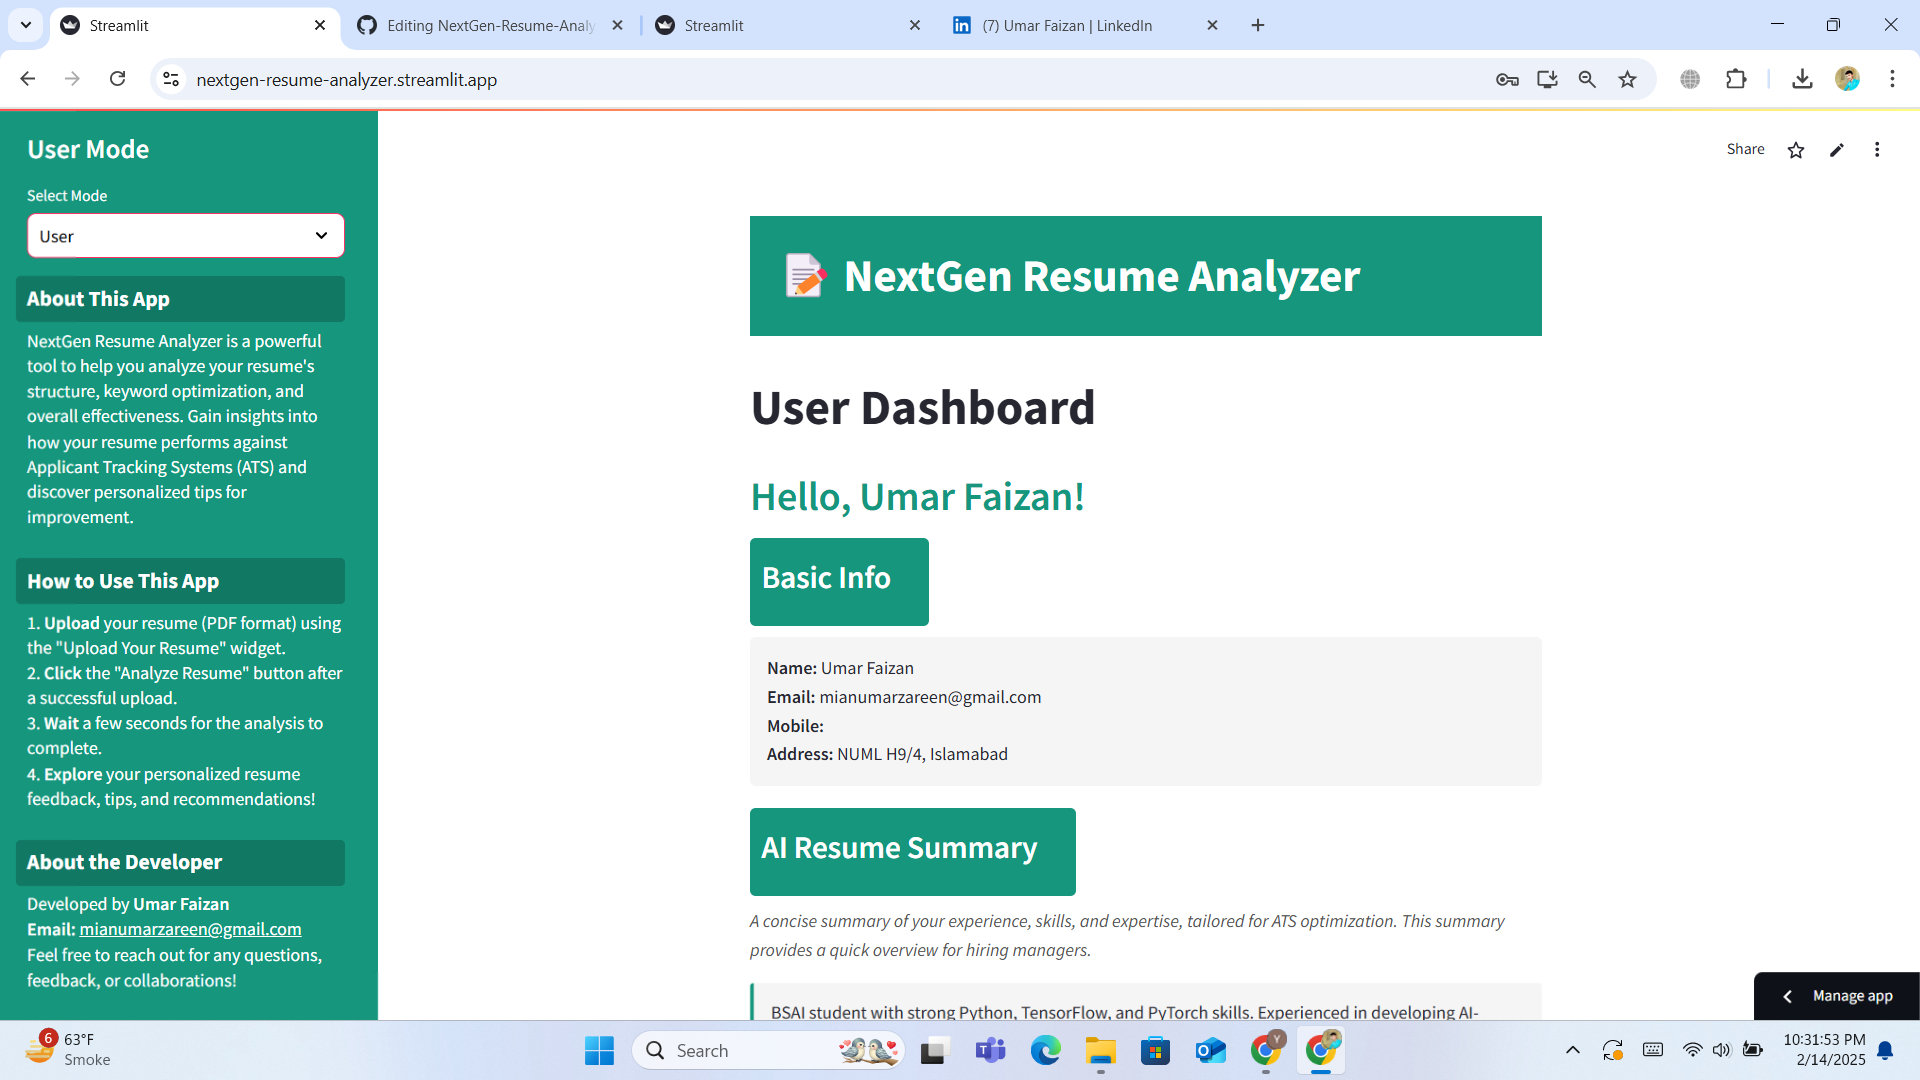 Streamlit
Editing NextGen-Resume-Analy
Streamlit
(7) Umar Faizan | LinkedIn
nextgen-resume-analyzer.streamlit.app
User Mode
Select Mode
User
About This App
NextGen Resume Analyzer is a powerful
tool to help you analyze your resume's
structure, keyword optimization, and
overall effectiveness. Gain insights into
how your resume performs against
Applicant Tracking Systems (ATS) and
discover personalized tips for
improvement.
How to Use This App
1. Upload your resume (PDF format) using
the "Upload Your Resume" widget.
2. Click the "Analyze Resume" button after
a successful upload.
3. Wait a few seconds for the analysis to
complete.
4. Explore your personalized resume
feedback, tips, and recommendations!
About the Developer
Developed by Umar Faizan
Email: mianumarzareen@gmail.com
Feel free to reach out for any questions,
feedback, or collaborations!
Share
NextGen Resume Analyzer
User Dashboard
Hello, Umar Faizan!
Basic Info
Name: Umar Faizan
Email: mianumarzareen@gmail.com
Mobile:
Address: NUML H9/4, Islamabad
AI Resume Summary
A concise summary of your experience, skills, and expertise, tailored for ATS optimization. This summary
provides a quick overview for hiring managers.
BSAI student with strong Python, TensorFlow, and PyTorch skills. Experienced in developing AI-
Manage app
6
63°F
Smoke
Search
Y
10:31:53 PM
2/14/2025